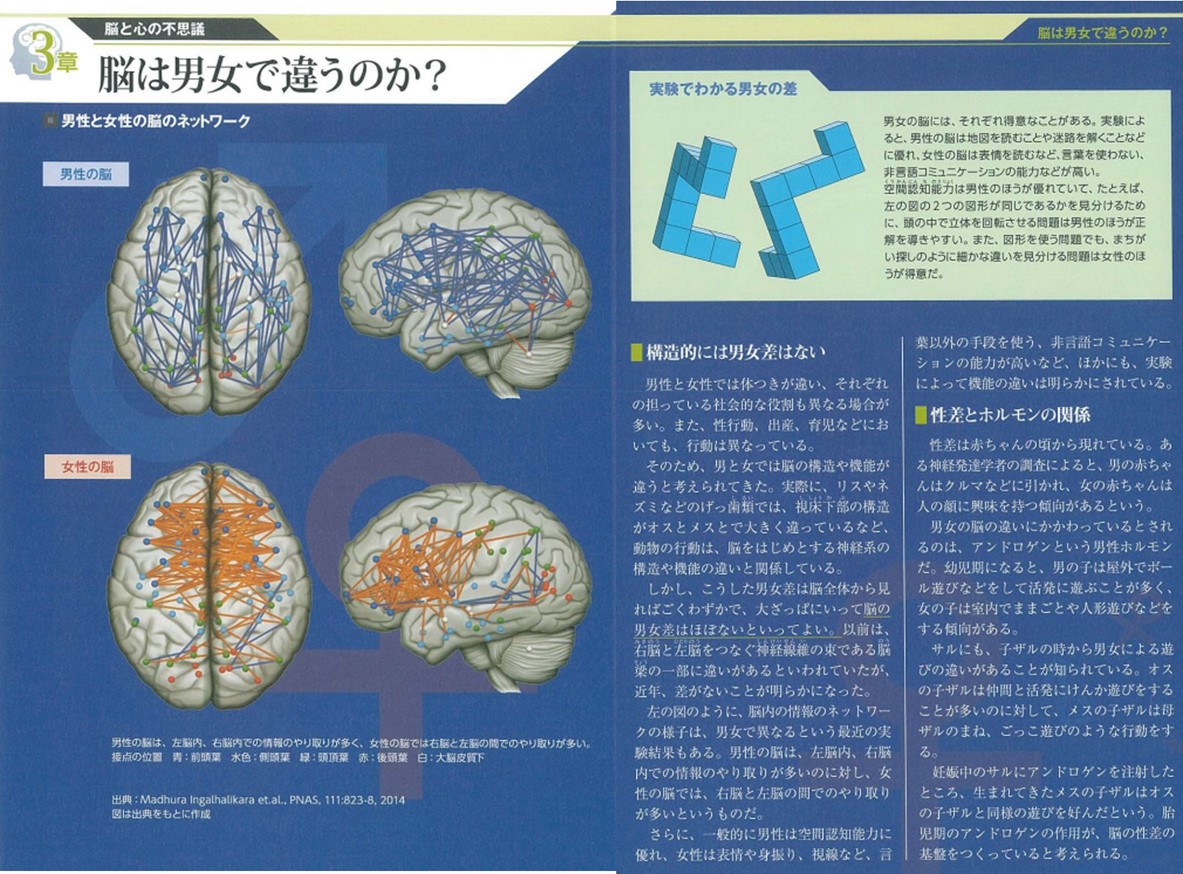 3章
脳と心の不思議
脳は男女で違うのか?
■ 男性と女性の脳のネットワーク
男性の脳
女性の脳
男性の脳は、左脳内、右脳内での情報のやり取りが多く、女性の脳では右脳と左脳の間でのやり取りが多い。
接点の位置 青：前頭葉 水色：側頭葉 緑：頭頂葉 赤：後頭葉 白：大脳皮質下
出典：Madhura Ingalhalikara et.al., PNAS, 111:823-8, 2014
図は出典をもとに作成
脳は男女で違うのか?
実験でわかる男女の差
男女の脳には、それぞれ得意なことがある。実験によ
ると、男性の脳は地図を読むことや迷路を解くことなど
に優れ、女性の脳は表情を読むなど、言葉を使わない、
非言語コミュニケーションの能力などが高い。
空間認知能力は男性のほうが優れていて、たとえば、
左の図の2つの図形が同じであるかを見分けるため
に、頭の中で立体を回転させる問題は男性のほうが正
解を導きやすい。また、図形を使う問題でも、まちが
い探しのように細かな違いを見分ける問題は女性のほ
うが得意だ。
構造的には男女差はない
男性と女性では体つきが違い、それぞれ
の担っている社会的な役割も異なる場合が
多い。また、性行動、出産、育児などにお
いても、行動は異なっている。
そのため、男と女では脳の構造や機能が
違うと考えられてきた。実際に、リスやネ
ズミなどのげっ歯類では、視床下部の構造
がオスとメスとで大きく違っているなど、
動物の行動は、脳をはじめとする神経系の
構造や機能の違いと関係している。
しかし、こうした男女差は脳全体から見
ればごくわずかで、大ざっぱにいって脳の
男女差はほぼないといってよい。以前は、
右脳と左脳をつなぐ神経線維の束である脳
梁の一部に違いがあるといわれていたが、
近年、差がないことが明らかになった。
左の図のように、脳内の情報のネットワー
クの様子は、男女で異なるという最近の実
験結果もある。男性の脳は、左脳内、右脳
内での情報のやり取りが多いのに対し、女
性の脳では、右脳と左脳の間でのやり取り
が多いというものだ。
さらに、一般的に男性は空間認知能力に
優れ、女性は表情や身振り、視線など、言
葉以外の手段を使う、非言語コミュニケー
ションの能力が高いなど、ほかにも、実験
によって機能の違いは明らかにされている。
性差とホルモンの関係
性差は赤ちゃんの頃から現れている。あ
る神経発達学者の調査によると、男の赤ちゃ
んはクルマなどに引かれ、女の赤ちゃんは
人の顔に興味を持つ傾向があるという。
男女の脳の違いにかかわっているとされ
るのは、アンドロゲンという男性ホルモン
だ。幼児期になると、男の子は屋外でボー
ル遊びなどをして活発に遊ぶことが多く、
女の子は室内でままごとや人形遊びなどを
する傾向がある。
サルにも、子ザルの時から男女による遊
びの違いがあることが知られている。オス
の子ザルは仲間と活発にけんか遊びをする
ことが多いのに対して、メスの子ザルは母
ザルのまね、ごっこ遊びのような行動をす
る。
妊娠中のサルにアンドロゲンを注射した
ところ、生まれてきたメスの子ザルはオス
の子ザルと同様の遊びを好んだという。胎
児期のアンドロゲンの作用が、脳の性差の
基盤をつくっていると考えられる。